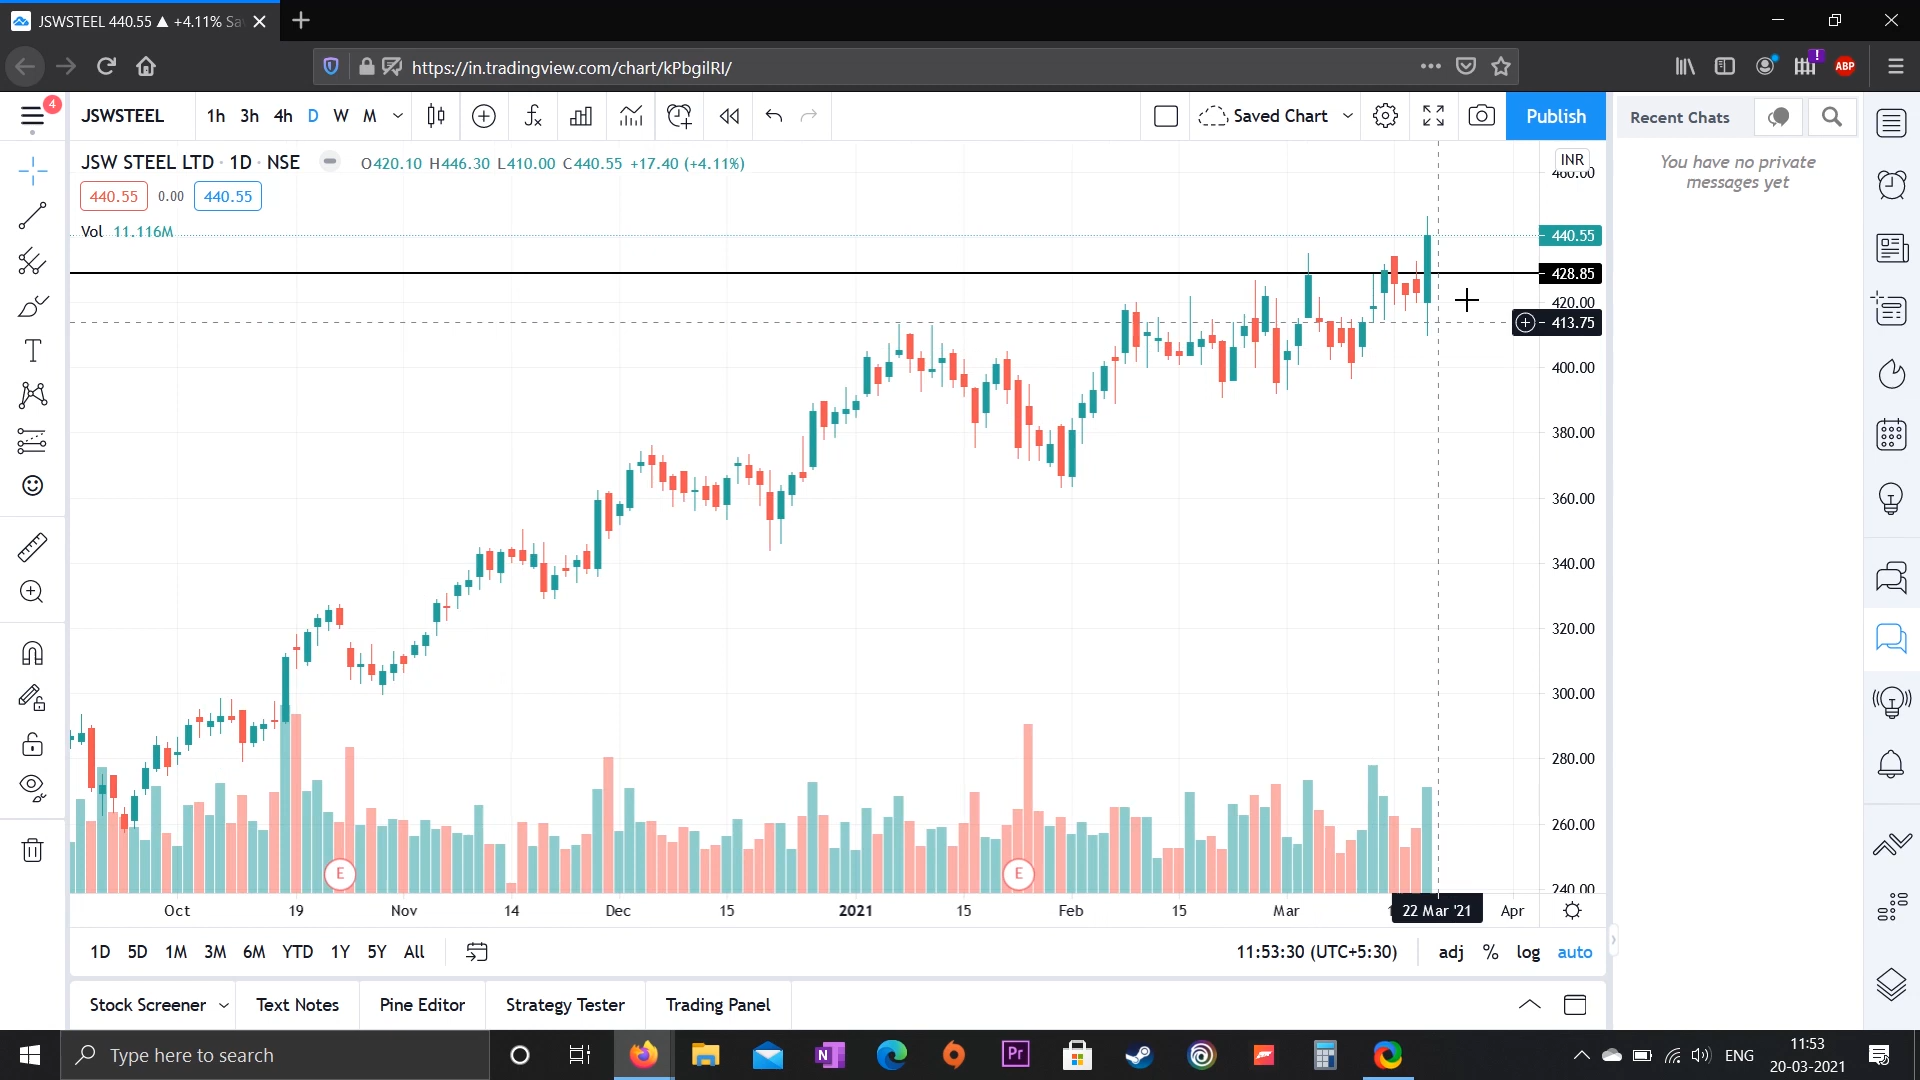 JSWSTEEL 440.55 ▲ +4.11% Sa
https://in.tradingview.com/chart/kPbgilRI/
ABP
4
JSWSTEEL 1h 3h 4h D W M
Saved Chart
Publish
Recent Chats
You have no private
messages yet
JSW STEEL LTD · 1D · NSE O420.10 H446.30 L410.00 C440.55 +17.40 (+4.11%)
INR
460.00
440.55 0.00 440.55
Vol 11.116M
440.55
428.85
420.00
413.75
400.00
380.00
360.00
340.00
320.00
300.00
280.00
260.00
240.00
E E
Oct 19 Nov 14 Dec 15 2021 15 Feb 15 Mar 22 Mar '21 Apr
1D 5D 1M 3M 6M YTD 1Y 5Y All
11:53:30 (UTC+5:30) adj % log auto
Stock Screener Text Notes Pine Editor Strategy Tester Trading Panel
Type here to search
N
Pr
ENG
11:53
20-03-2021